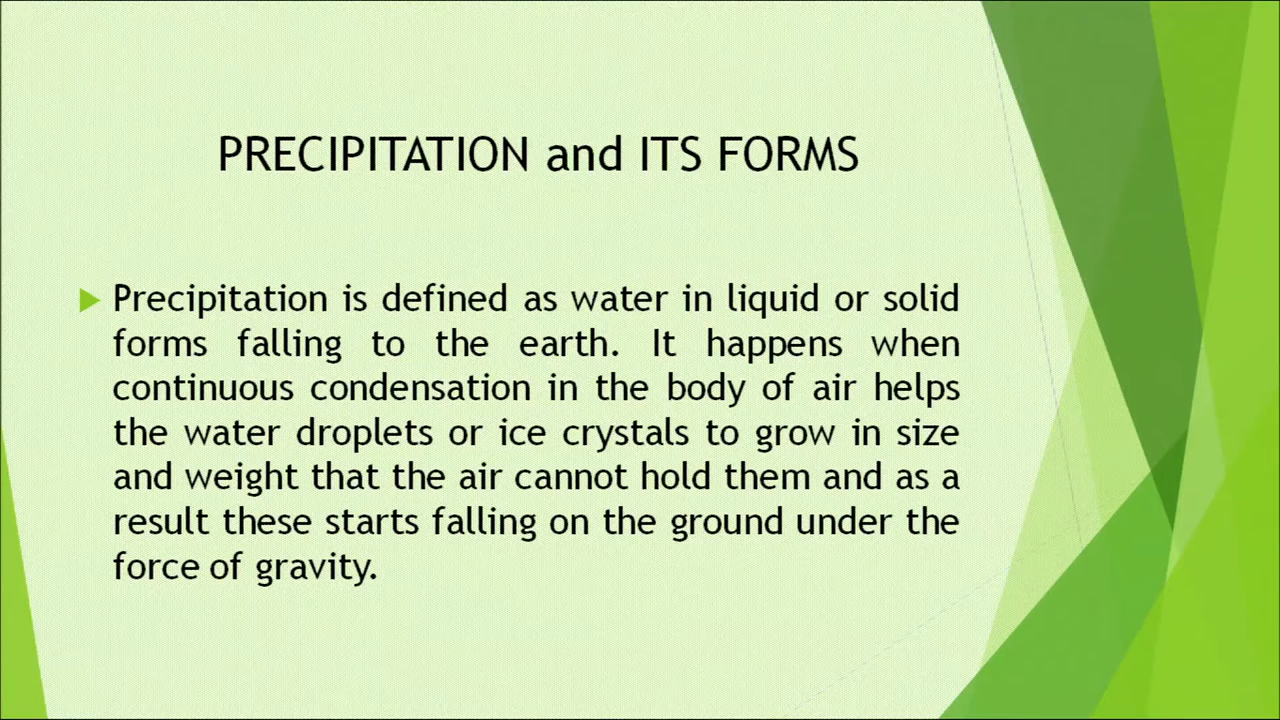 PRECIPITATION and ITS FORMS
Precipitation is defined as water in liquid or solid
forms falling to the earth. It happens when
continuous condensation in the body of air helps
the water droplets or ice crystals to grow in size
and weight that the air cannot hold them and as a
result these starts falling on the ground under the
force of gravity.